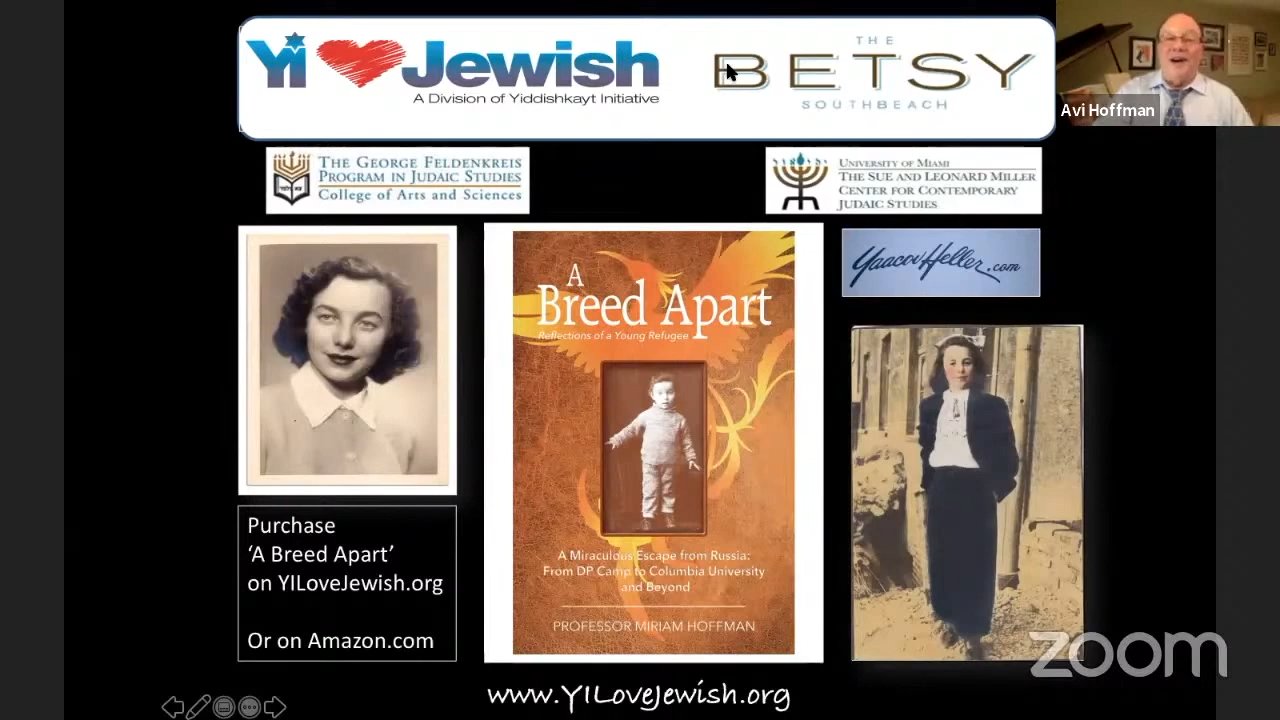 Yi Jewish
A Division of Yiddishkayt Initiative
THE
BETSY
SOUTHBEACH
Avi Hoffman
THE GEORGE FELDENKREIS
PROGRAM IN JUDAIC STUDIES
College of Arts and Sciences
UNIVERSITY OF MIAMI
THE SUE AND LEONARD MILLER
CENTER FOR CONTEMPORARY
JUDAIC STUDIES
YaacovHeller.com
A
Breed Apart
Reflections of a Young Refugee
A Miraculous Escape from Russia:
From DP Camp to Columbia University
and Beyond
PROFESSOR MIRIAM HOFFMAN
Purchase
‘A Breed Apart’
on YILoveJewish.org
Or on Amazon.com
www.YILoveJewish.org
zoom